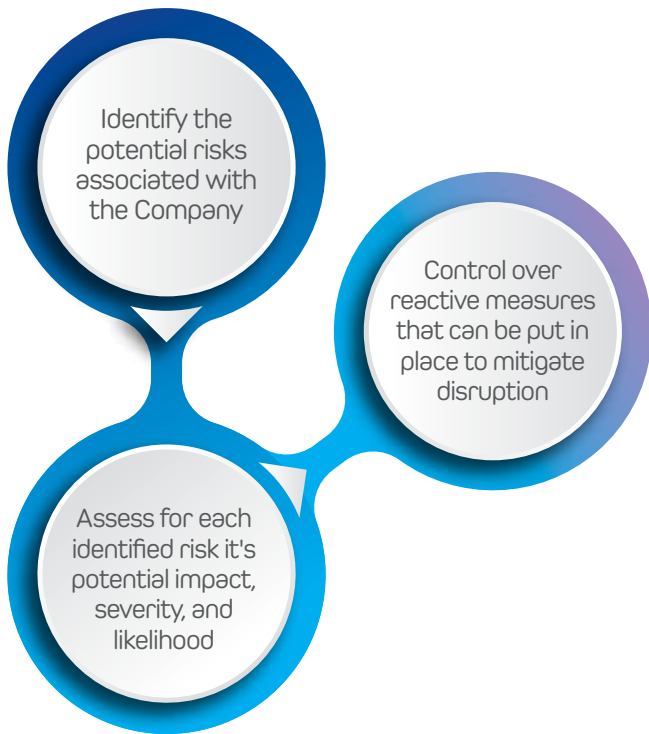 Identify the
potential risks
associated with
the Company
Assess for each
identified risk it's
potential impact,
severity, and
likelihood
Control over
reactive measures
that can be put in
place to mitigate
disruption